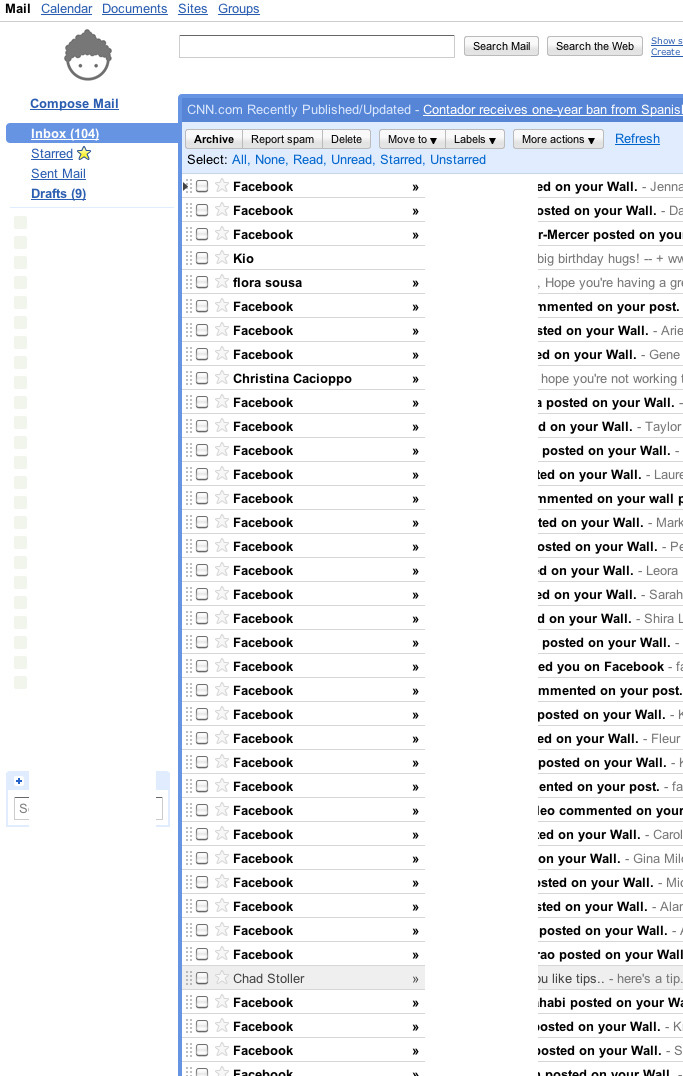 Mail Calendar Documents Sites Groups
Search Mail Search the Web Show s
Create
Compose Mail
CNN.com Recently Published/Updated - Contador receives one-year ban from Spanis
Inbox (104)
Starred
Sent Mail
Drafts (9)
Archive Report spam Delete Move to ▼ Labels ▼ More actions ▼ Refresh
Select: All, None, Read, Unread, Starred, Unstarred
Facebook » ed on your Wall. - Jenna
Facebook » osted on your Wall. - Da
Facebook » r-Mercer posted on you
Kio big birthday hugs! -- + ww
flora sousa » , Hope you're having a gre
Facebook » mmented on your post.
Facebook » sted on your Wall. - Arie
Facebook » ed on your Wall. - Gene
Christina Cacioppo » hope you're not working t
Facebook » a posted on your Wall. -
Facebook » d on your Wall. - Taylor
Facebook » posted on your Wall. -
Facebook » ted on your Wall. - Laure
Facebook » mmented on your wall p
Facebook » ted on your Wall. - Mark
Facebook » osted on your Wall. - Pe
Facebook » ed on your Wall. - Leora
Facebook » ed on your Wall. - Sarah
Facebook » d on your Wall. - Shira L
Facebook » posted on your Wall. -
Facebook » ed you on Facebook - fa
Facebook » mmented on your post.
Facebook » posted on your Wall. - K
Facebook » ed on your Wall. - Fleur
Facebook » posted on your Wall. - K
Facebook » ented on your post. - fa
Facebook » leo commented on your
Facebook » ted on your Wall. - Carol
Facebook » on your Wall. - Gina Mile
Facebook » osted on your Wall. - Mic
Facebook » sted on your Wall. - Alan
Facebook » posted on your Wall. - A
Facebook » rao posted on your Wall
Chad Stoller » ou like tips.. - here's a tip.
Facebook » ahabi posted on your Wa
Facebook » posted on your Wall. - K
Facebook » posted on your Wall. - S
Facebook » posted on your Wall. -